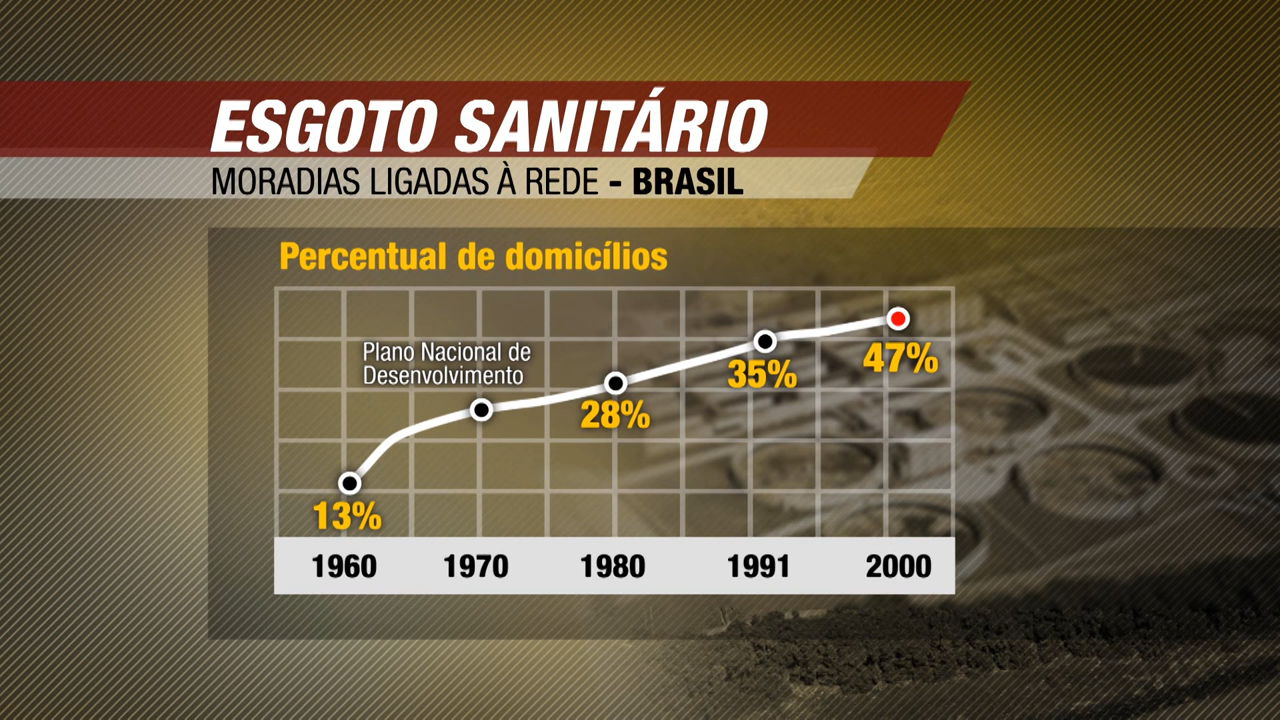 ESGOTO SANITÁRIO
MORADIAS LIGADAS À REDE - BRASIL
Percentual de domicílios
Plano Nacional de
Desenvolvimento
13%
28%
35%
47%
1960 1970 1980 1991 2000